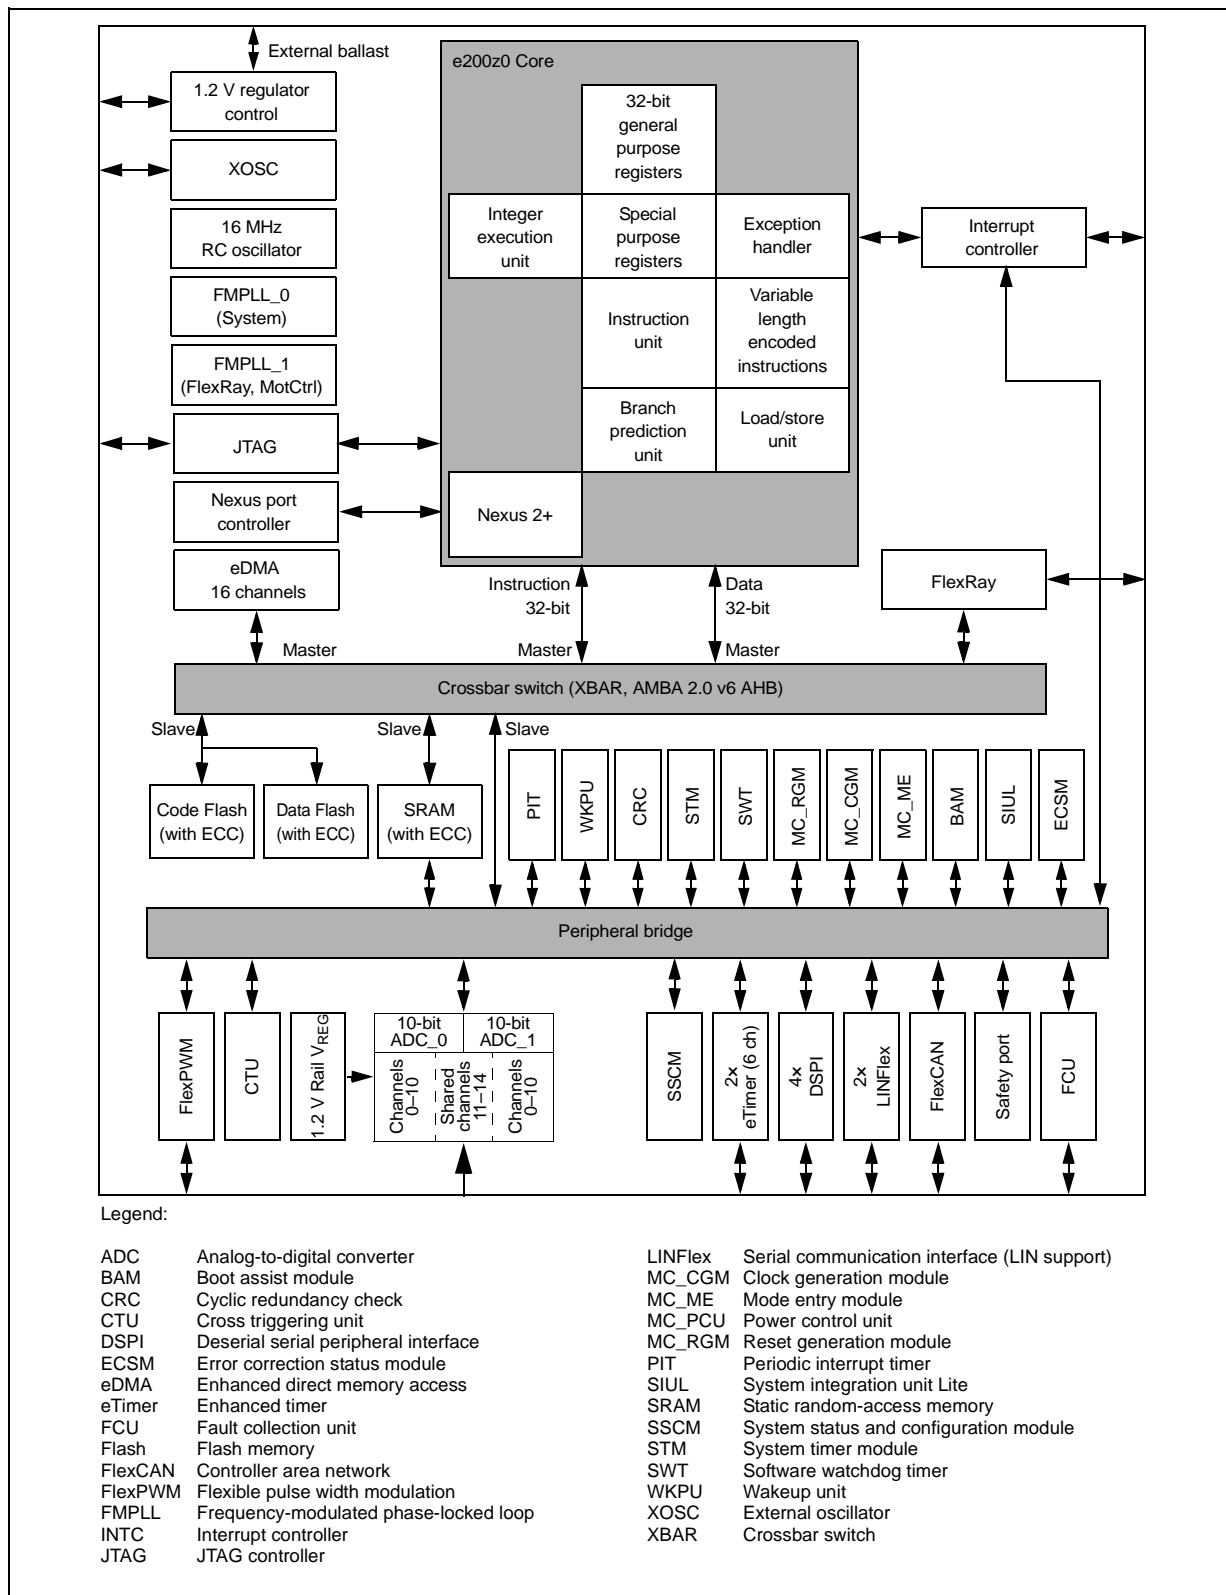 External ballast
1.2 V regulator
control
XOSC
16 MHz
RC oscillator
FMPLL_0
(System)
FMPLL_1
(FlexRay, MotCtrl)
JTAG
Nexus port
controller
eDMA
16 channels
e200z0 Core
32-bit
general
purpose
registers
Integer
execution
unit
Special
purpose
registers
Exception
handler
Instruction
unit
Variable
length
encoded
instructions
Branch
prediction
unit
Load/store
unit
Nexus 2+
Interrupt
controller
FlexRay
Instruction
32-bit
Data
32-bit
Master
Master
Master
Crossbar switch (XBAR, AMBA 2.0 v6 AHB)
Slave
Slave
Slave
Code Flash
(with ECC)
Data Flash
(with ECC)
SRAM
(with ECC)
PIT
WKPU
CRC
STM
SWT
MC_RGM
MC_CGM
MC_ME
BAM
SIUL
ECSM
Peripheral bridge
FlexPWM
CTU
1.2 V Rail VREG
10-bit
ADC_0
10-bit
ADC_1
Channels
0–10
Shared
channels
11–14
Channels
0–10
SSCM
2×
eTimer (6 ch)
4×
DSPI
2×
LINFlex
FlexCAN
Safety port
FCU
Legend:
ADC Analog-to-digital converter
BAM Boot assist module
CRC Cyclic redundancy check
CTU Cross triggering unit
DSPI Deserial serial peripheral interface
ECSM Error correction status module
eDMA Enhanced direct memory access
eTimer Enhanced timer
FCU Fault collection unit
Flash Flash memory
FlexCAN Controller area network
FlexPWM Flexible pulse width modulation
FMPLL Frequency-modulated phase-locked loop
INTC Interrupt controller
JTAG JTAG controller
LINFlex Serial communication interface (LIN support)
MC_CGM Clock generation module
MC_ME Mode entry module
MC_PCU Power control unit
MC_RGM Reset generation module
PIT Periodic interrupt timer
SIUL System integration unit Lite
SRAM Static random-access memory
SSCM System status and configuration module
STM System timer module
SWT Software watchdog timer
WKPU Wakeup unit
XOSC External oscillator
XBAR Crossbar switch